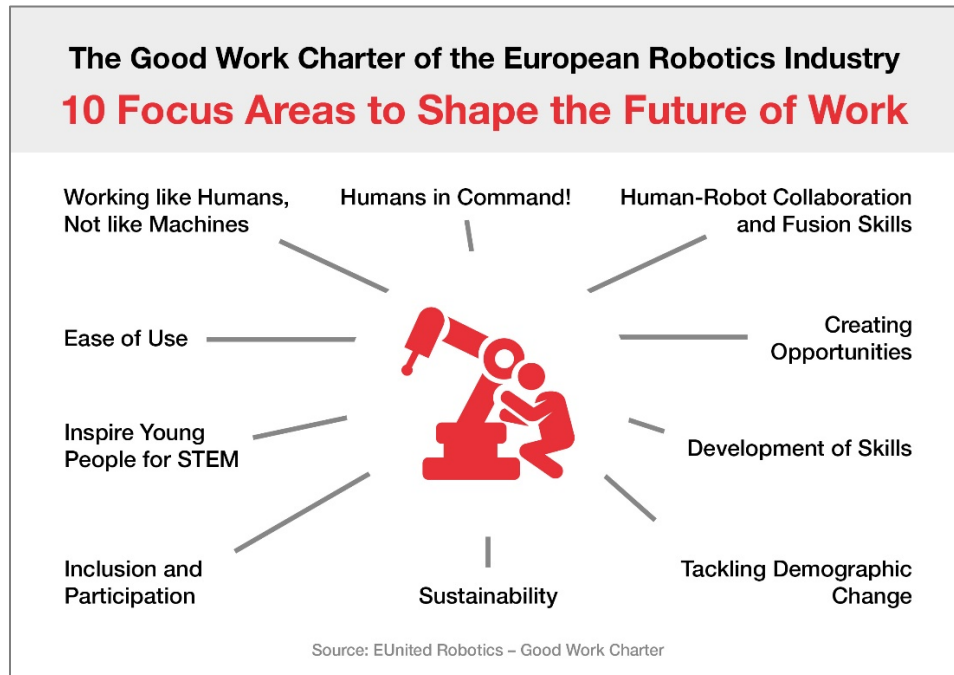 The Good Work Charter of the European Robotics Industry
10 Focus Areas to Shape the Future of Work
Working like Humans,
Not like Machines
Humans in Command!
Human-Robot Collaboration
and Fusion Skills
Ease of Use
Creating
Opportunities
Inspire Young
People for STEM
Development of Skills
Inclusion and
Participation
Sustainability
Tackling Demographic
Change
Source: EUnited Robotics – Good Work Charter